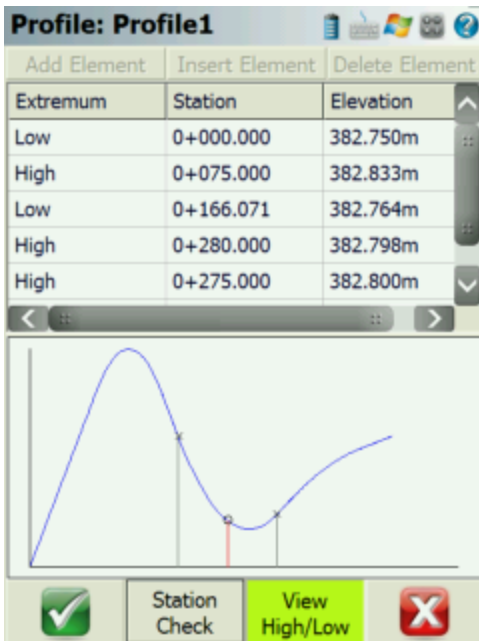 Profile: Profile1
Add Element Insert Element Delete Element
Extremum Station Elevation
Low 0+000.000 382.750m
High 0+075.000 382.833m
Low 0+166.071 382.764m
High 0+280.000 382.798m
High 0+275.000 382.800m
Station Check
View High/Low